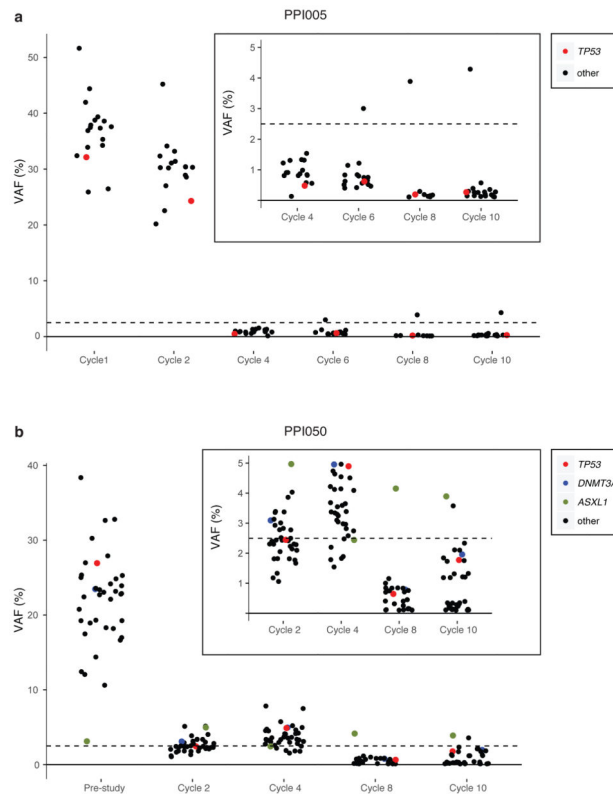 a
PPI005
TP53
other
VAF (%)
50
40
30
20
10
0
Cycle1
Cycle 2
Cycle 4
Cycle 6
Cycle 8
Cycle 10
VAF (%)
5
4
3
2
1
Cycle 4
Cycle 6
Cycle 8
Cycle 10
b
PPI050
TP53
DNMT3A
ASXL1
other
VAF (%)
40
30
20
10
0
Pre-study
Cycle 2
Cycle 4
Cycle 8
Cycle 10
VAF (%)
5
4
3
2
1
Cycle 2
Cycle 4
Cycle 8
Cycle 10